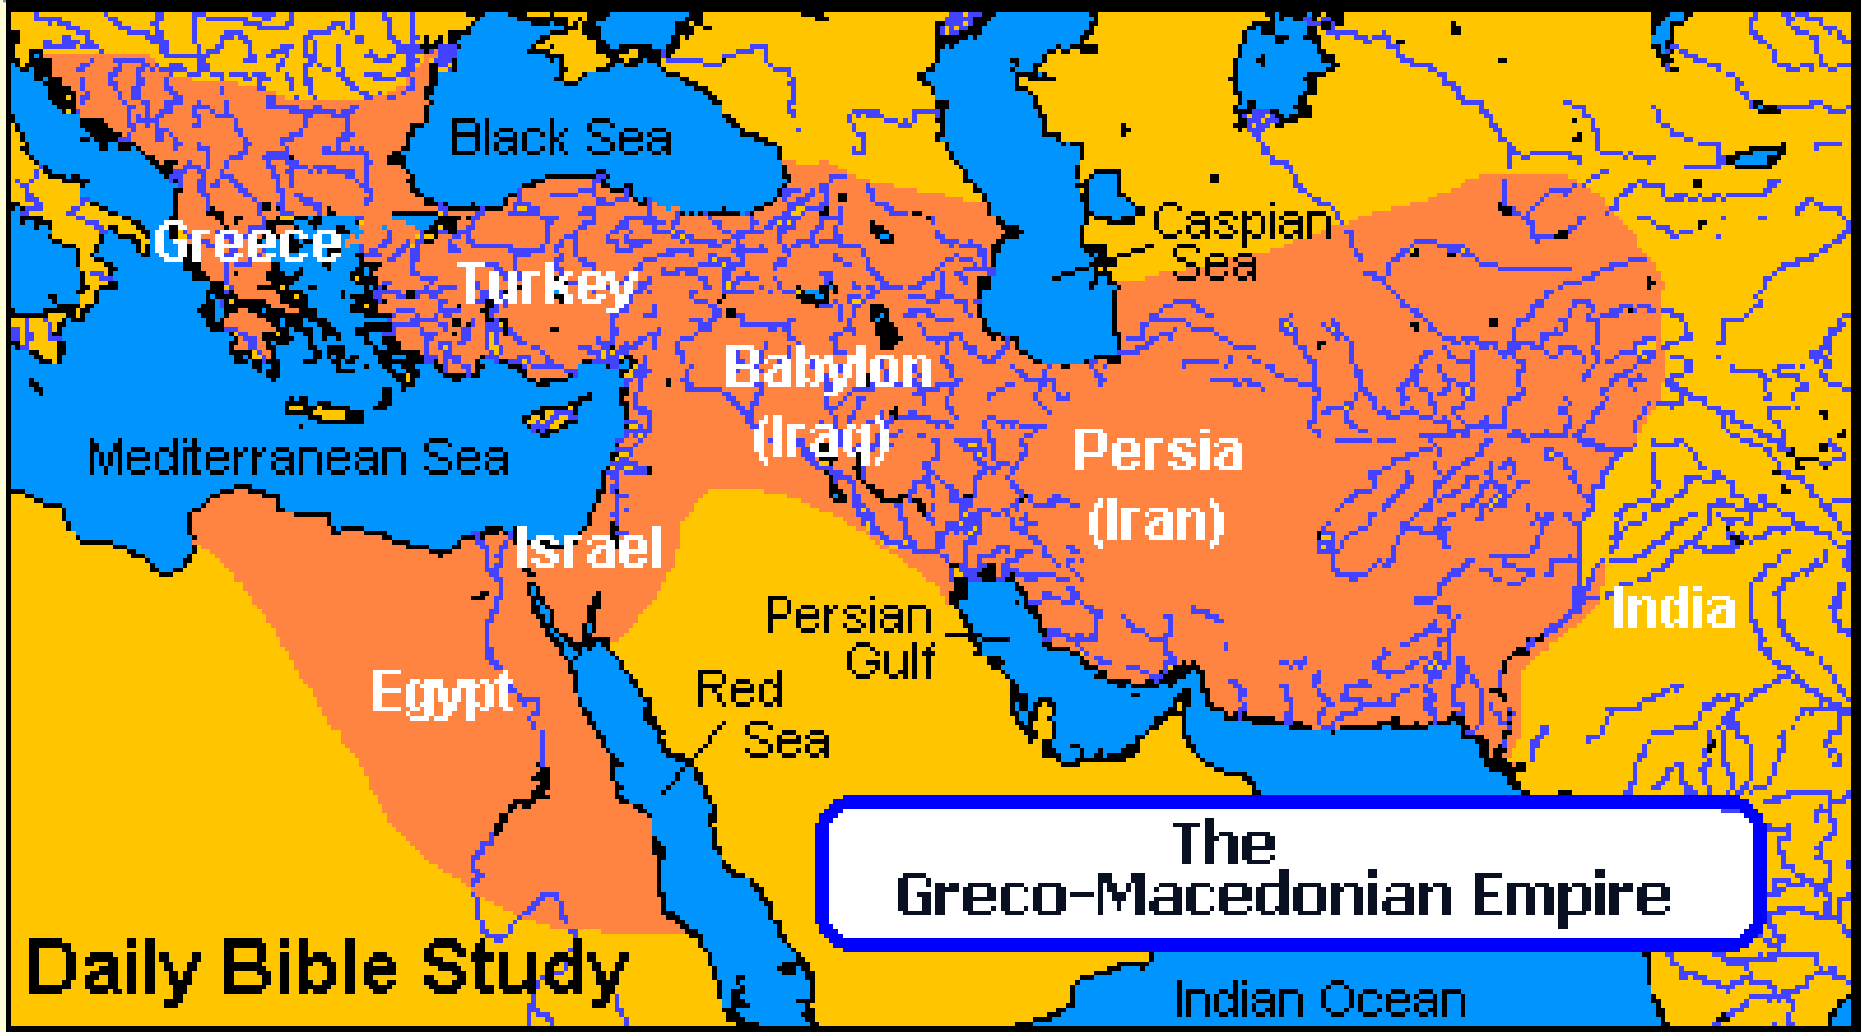 Black Sea
Greece
Caspian
Sea
Turkey
Babylon
(Iraq)
Mediterranean Sea
Persia
(Iran)
Israel
India
Persian
Gulf
Egypt
Red
Sea
The
Greco-Macedonian Empire
Daily Bible Study
Indian Ocean